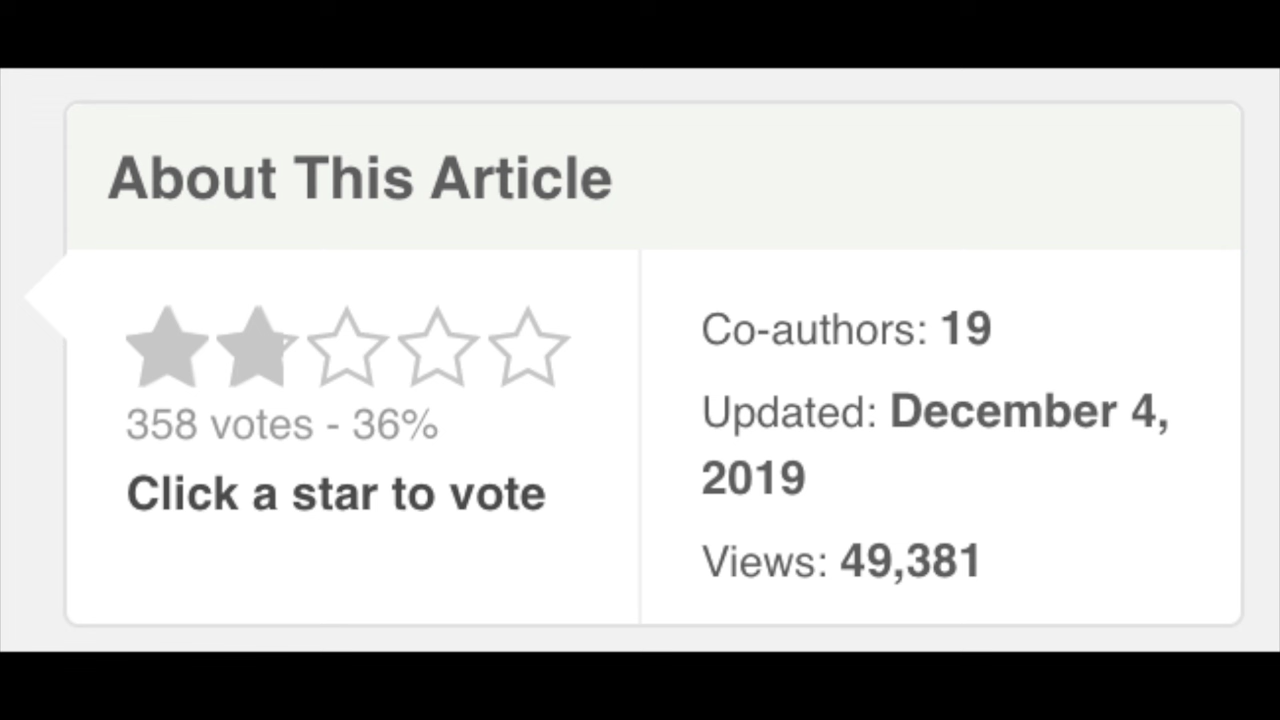 About This Article
358 votes - 36%
Click a star to vote
Co-authors: 19
Updated: December 4,
2019
Views: 49,381